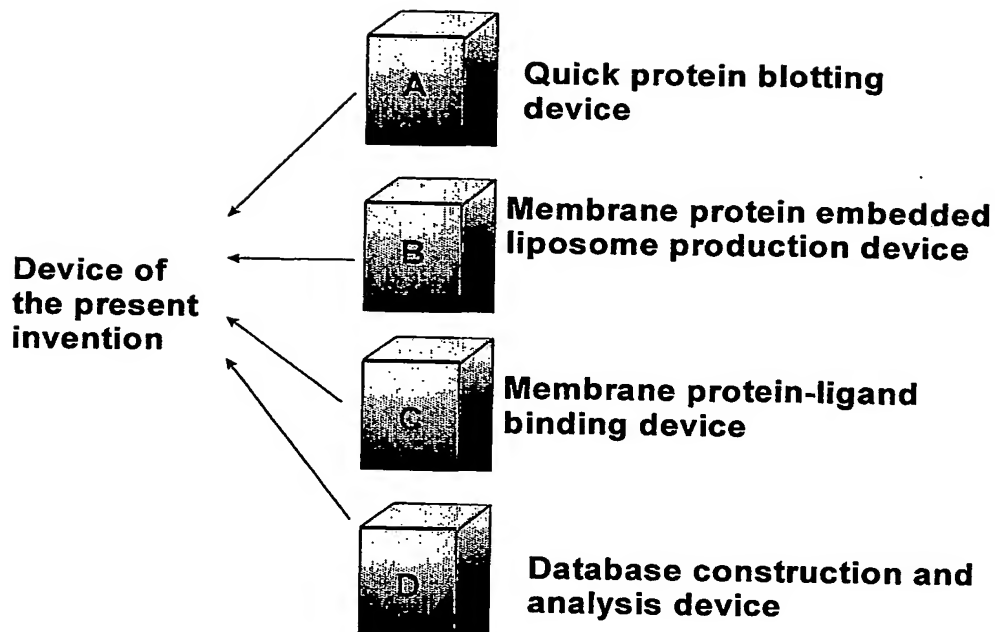 A
Quick protein blotting
device
B
Membrane protein embedded
liposome production device
Device of
the present
invention
C
Membrane protein-ligand
binding device
D
Database construction and
analysis device